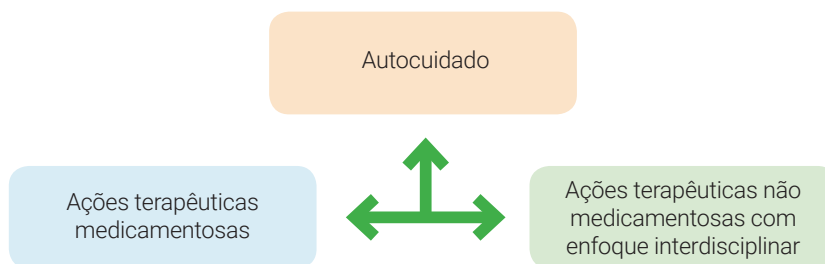 Autocuidado
Ações terapêuticas
medicamentosas
Ações terapêuticas não
medicamentosas com
enfoque interdisciplinar